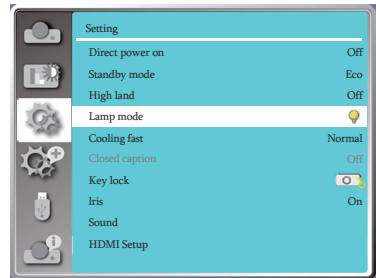 Setting
Direct power on Off
Standby mode Eco
High land Off
Lamp mode
Cooling fast Normal
Closed caption Off
Key lock
Iris On
Sound
HDMI Setup